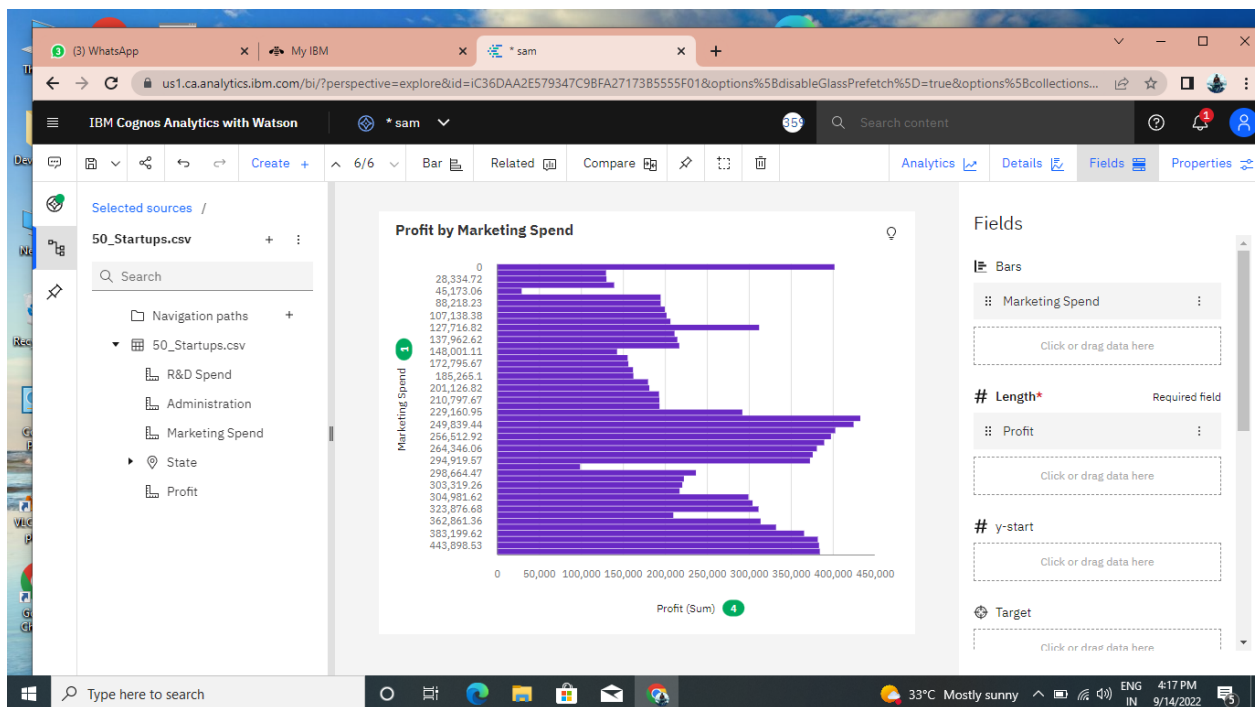 3 (3) WhatsApp
My IBM
* sam
us1.ca.analytics.ibm.com/bi/?perspective=explore&id=iC36DAA2E579347C9BFA27173B5555F01&options%5BdisableGlassPrefetch%5D=true&options%5Bcollections...
IBM Cognos Analytics with Watson
* sam
Search content
1
Create +
6/6
Bar
Related
Compare
Analytics
Details
Fields
Properties
Selected sources /
50_Startups.csv
Search
Navigation paths
50_Startups.csv
R&D Spend
Administration
Marketing Spend
State
Profit
Profit by Marketing Spend
Marketing Spend 1
0
28,334.72
45,173.06
88,218.23
107,138.38
127,716.82
137,962.62
148,001.11
172,795.67
185,265.1
201,126.82
210,797.67
229,160.95
249,839.44
256,512.92
264,346.06
294,919.57
298,664.47
303,319.26
304,981.62
323,876.68
362,861.36
383,199.62
443,898.53
0 50,000 100,000 150,000 200,000 250,000 300,000 350,000 400,000 450,000
Profit (Sum) 4
Fields
Bars
Marketing Spend
Click or drag data here
# Length* Required field
Profit
Click or drag data here
# y-start
Click or drag data here
Target
Click or drag data here
Type here to search
33°C Mostly sunny
ENG
IN
4:17 PM
9/14/2022
5